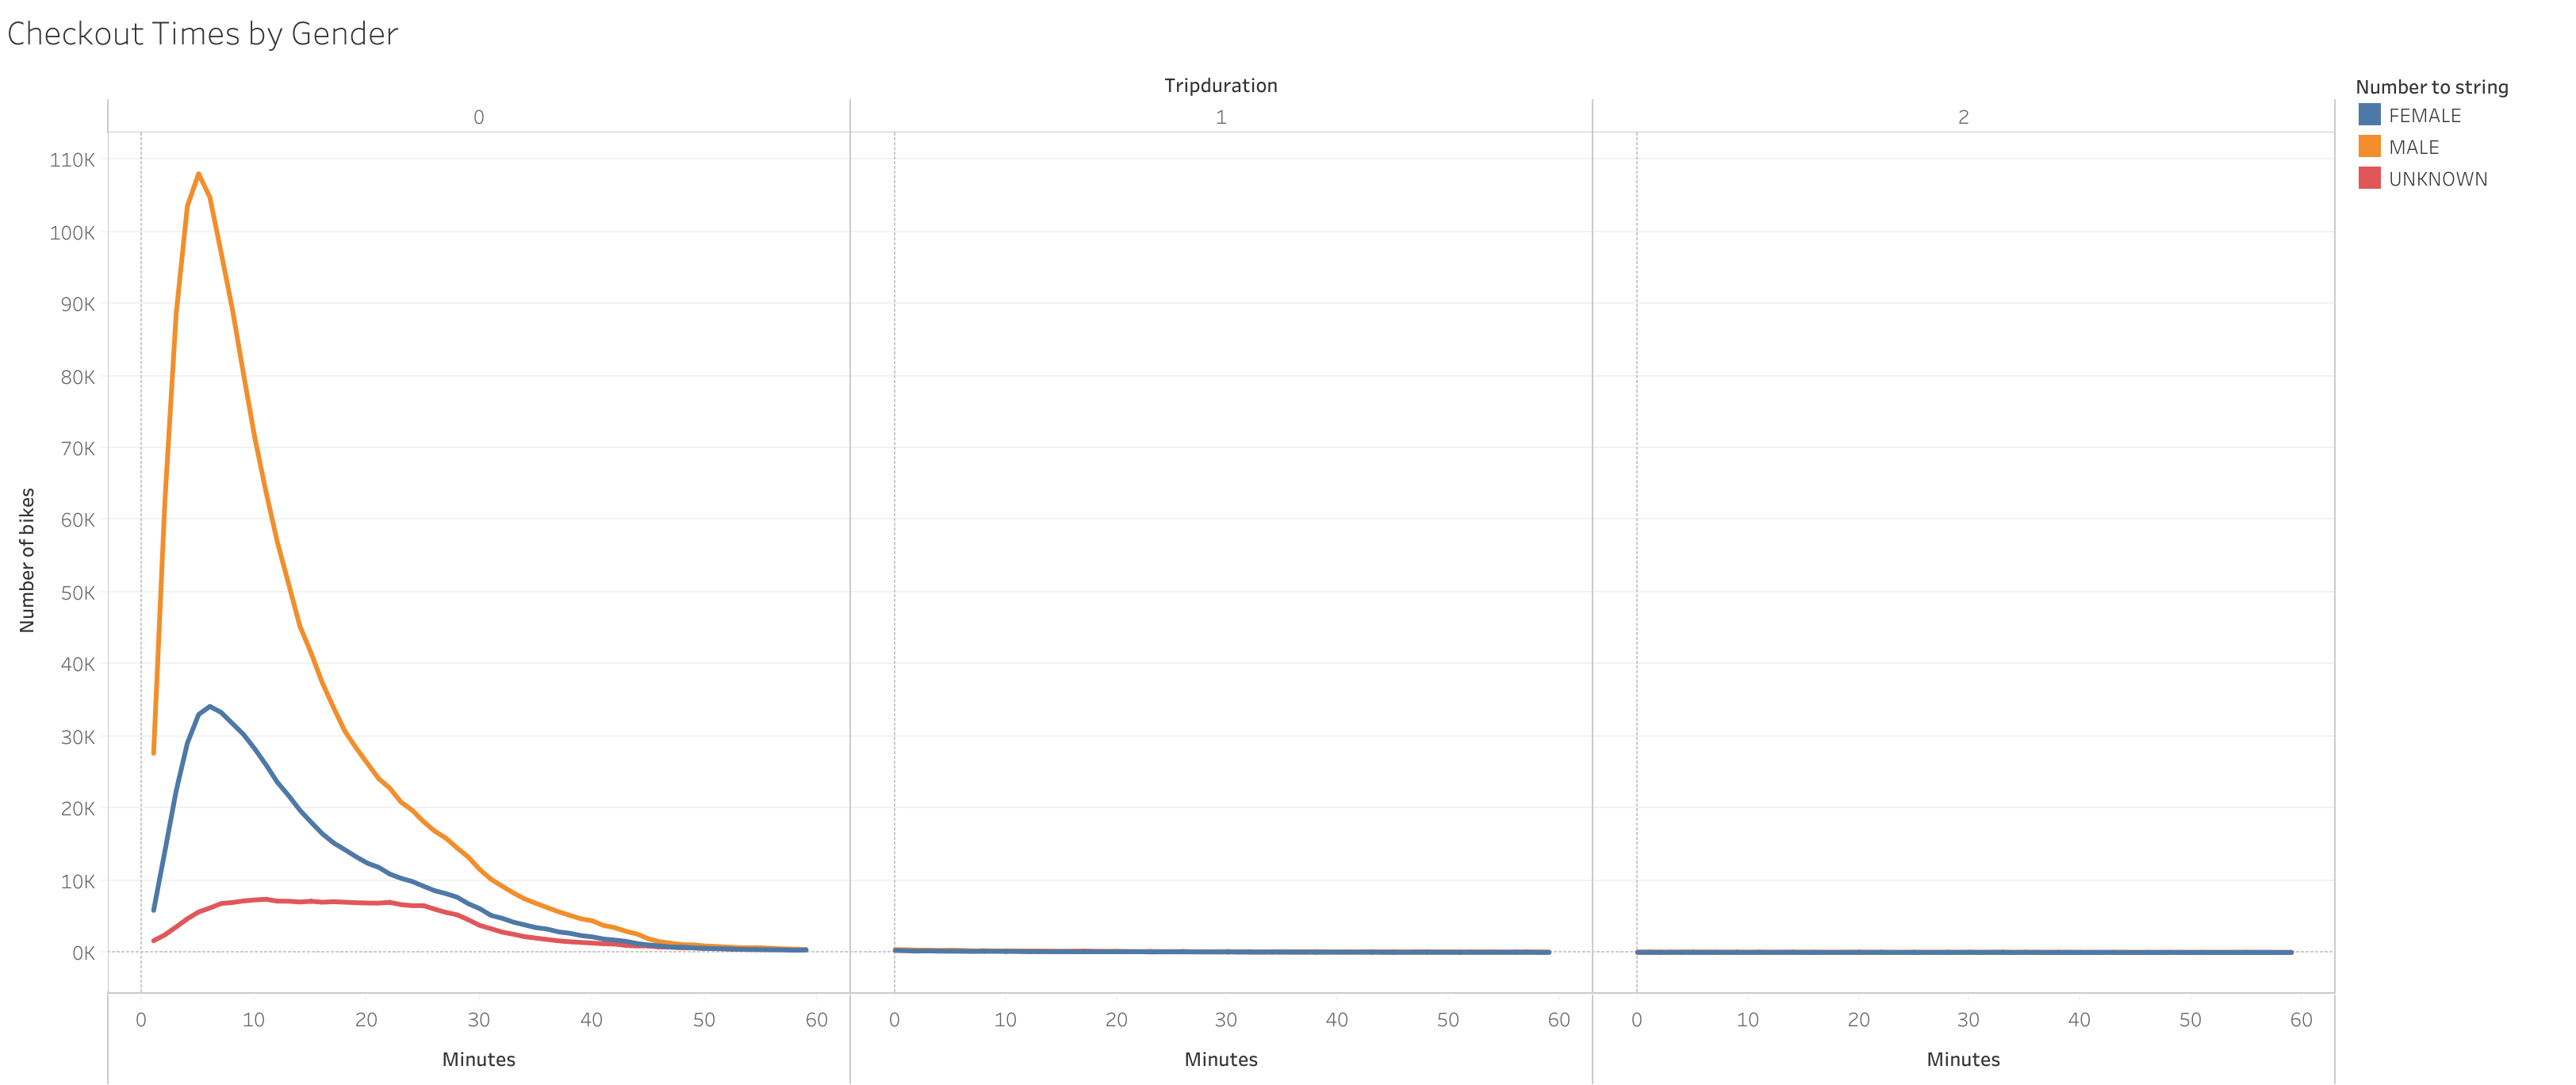 Checkout Times by Gender
Tripduration
0 1 2
110K
100K
90K
80K
70K
60K
50K
40K
30K
20K
10K
0K
Number of bikes
0 10 20 30 40 50 60 0 10 20 30 40 50 60 0 10 20 30 40 50 60
Minutes Minutes Minutes
Number to string
FEMALE
MALE
UNKNOWN